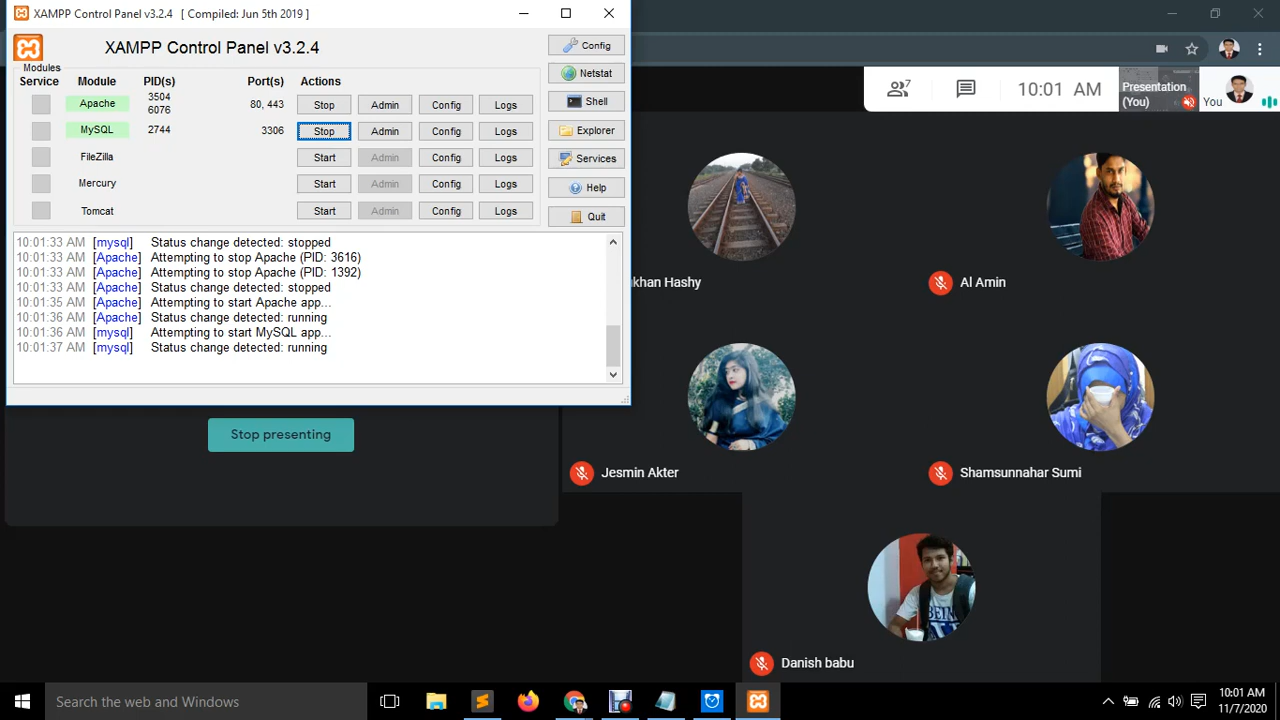 XAMPP Control Panel v3.2.4 [ Compiled: Jun 5th 2019 ]
XAMPP Control Panel v3.2.4
Modules
Service Module PID(s) Port(s) Actions
Apache 3504 6076 80, 443 Stop Admin Config Logs
MySQL 2744 3306 Stop Admin Config Logs
FileZilla Start Admin Config Logs
Mercury Start Admin Config Logs
Tomcat Start Admin Config Logs
Config
Netstat
Shell
Explorer
Services
Help
Quit
10:01:33 AM [mysql] Status change detected: stopped
10:01:33 AM [Apache] Attempting to stop Apache (PID: 3616)
10:01:33 AM [Apache] Attempting to stop Apache (PID: 1392)
10:01:33 AM [Apache] Status change detected: stopped
10:01:35 AM [Apache] Attempting to start Apache app...
10:01:36 AM [Apache] Status change detected: running
10:01:36 AM [mysql] Attempting to start MySQL app...
10:01:37 AM [mysql] Status change detected: running
Stop presenting
7
10:01 AM
Presentation
(You)
You
khan Hashy
Al Amin
Jesmin Akter
Shamsunnahar Sumi
Danish babu
Search the web and Windows
10:01 AM
11/7/2020